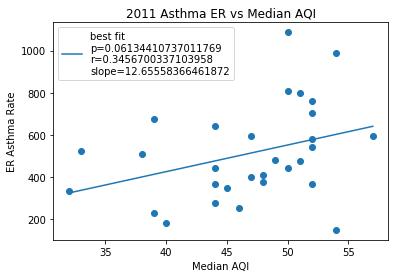 2011 Asthma ER vs Median AQI
best fit
p=0.06134410737011769
r=0.3456700337103958
slope=12.65558366461872
ER Asthma Rate
1000
800
600
400
200
35
40
45
50
55
Median AQI